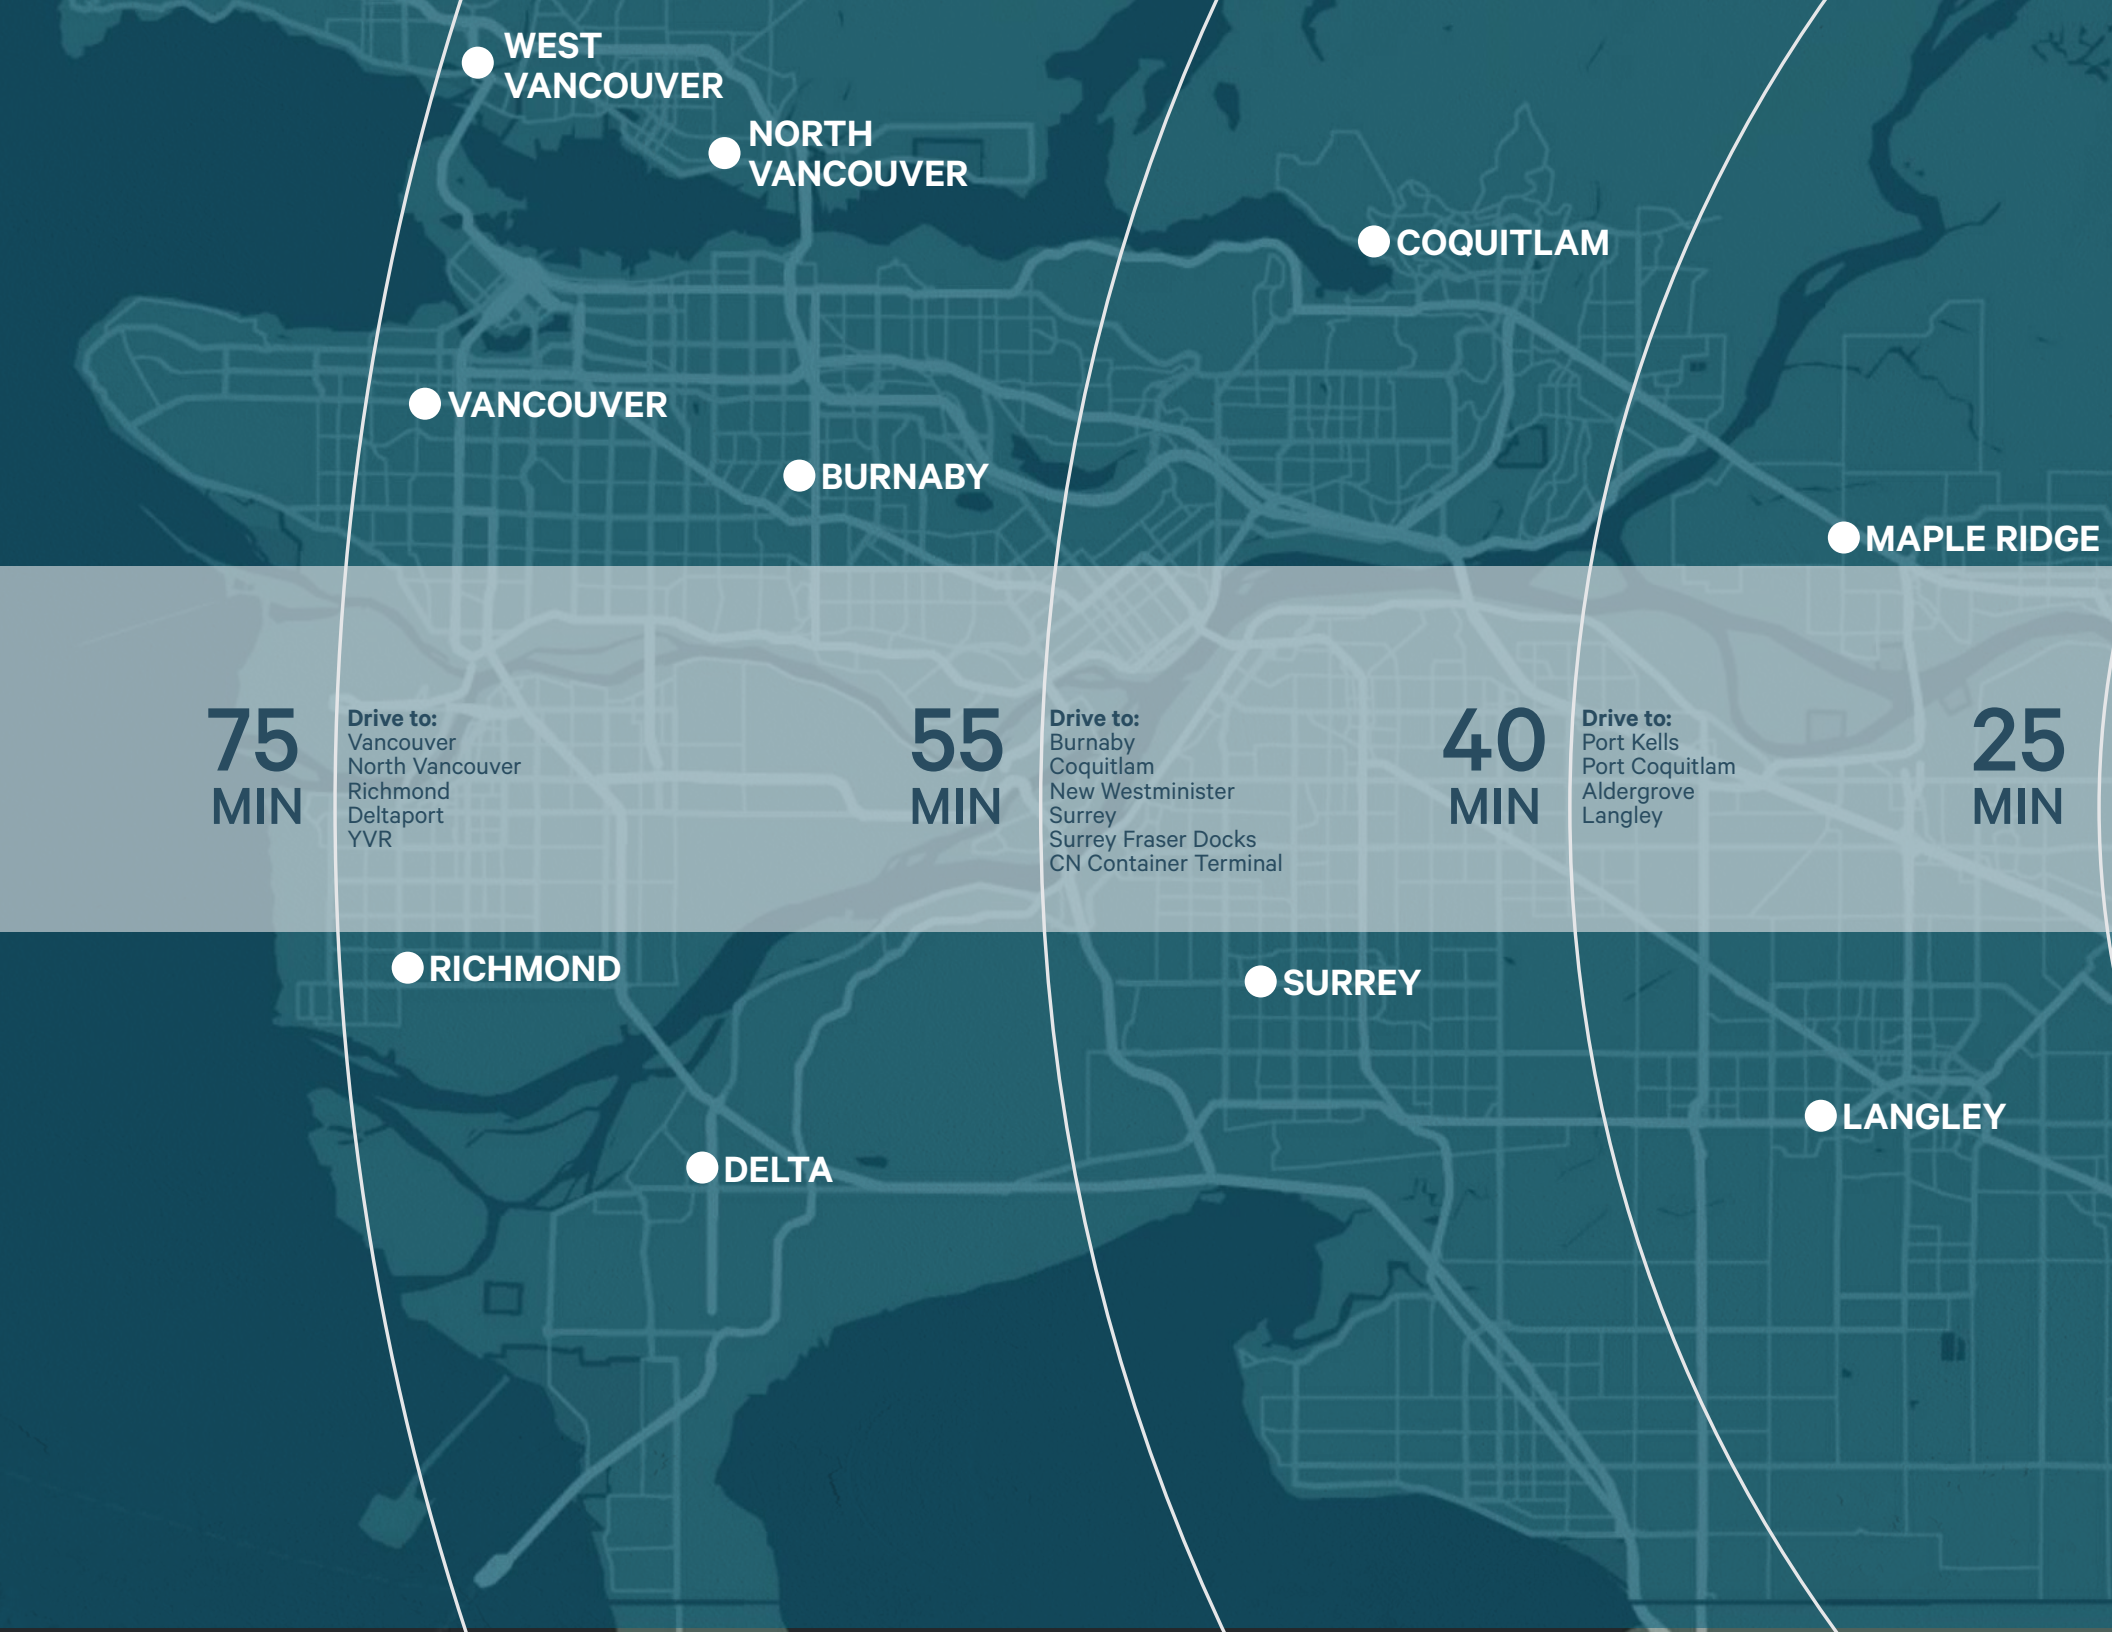 WEST
VANCOUVER
NORTH
VANCOUVER
COQUITLAM
VANCOUVER
BURNABY
MAPLE RIDGE
75
MIN
Drive to:
Vancouver
North Vancouver
Richmond
Deltaport
YVR
55
MIN
Drive to:
Burnaby
Coquitlam
New Westminister
Surrey
Surrey Fraser Docks
CN Container Terminal
40
MIN
Drive to:
Port Kells
Port Coquitlam
Aldergrove
Langley
25
MIN
RICHMOND
SURREY
LANGLEY
DELTA